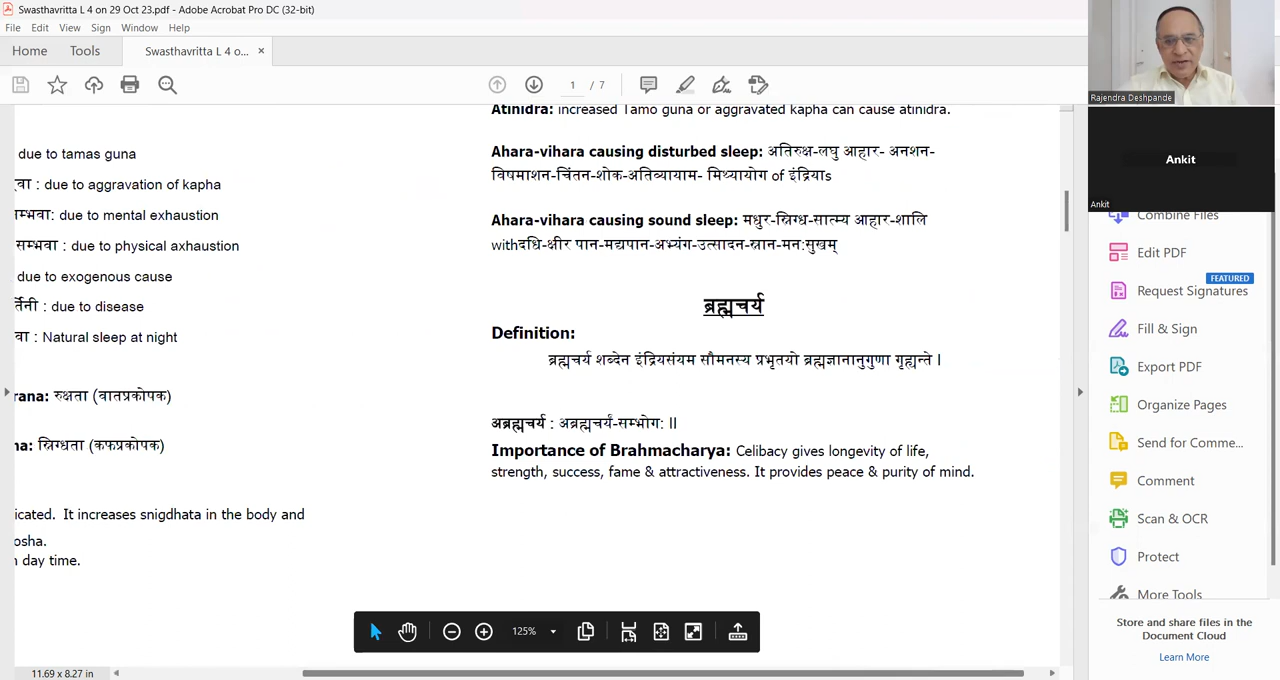 Swasthavritta L 4 on 29 Oct 23.pdf - Adobe Acrobat Pro DC (32-bit)
File Edit View Sign Window Help
Home Tools Swasthavritta L 4 o... ×
1 / 7
Rajendra Deshpande
Ankit
Ankit
due to tamas guna
वा : due to aggravation of kapha
म्भवा: due to mental exhaustion
सम्भवा : due to physical axhaustion
due to exogenous cause
र्तिनी : due to disease
वा : Natural sleep at night
rana: रुक्षता (वातप्रकोपक)
na: स्निग्धता (कफप्रकोपक)
icated. It increases snigdhata in the body and
osha.
n day time.
Atinidra: increased Tamo guna or aggravated kapha can cause atinidra.
Ahara-vihara causing disturbed sleep: अतिरुक्ष-लघु आहार- अनशन-
विषमाशन-चिंतन-शोक-अतिव्यायाम- मिथ्यायोग of इंद्रियाs
Ahara-vihara causing sound sleep: मधुर-स्निग्ध-सात्म्य आहार-शालि
withदधि-क्षीर पान-मद्यपान-अभ्यंग-उत्सादन-स्नान-मन:सुखम्
ब्रह्मचर्य
Definition:
ब्रह्मचर्य शब्देन इंद्रियसंयम सौमनस्य प्रभृतयो ब्रह्मज्ञानानुगुणा गृह्यन्ते |
अब्रह्मचर्य : अब्रह्मचर्यं-सम्भोग: ||
Importance of Brahmacharya: Celibacy gives longevity of life,
strength, success, fame & attractiveness. It provides peace & purity of mind.
125%
11.69 x 8.27 in
Combine Files
Edit PDF
FEATURED
Request Signatures
Fill & Sign
Export PDF
Organize Pages
Send for Comme...
Comment
Scan & OCR
Protect
More Tools
Store and share files in the
Document Cloud
Learn More